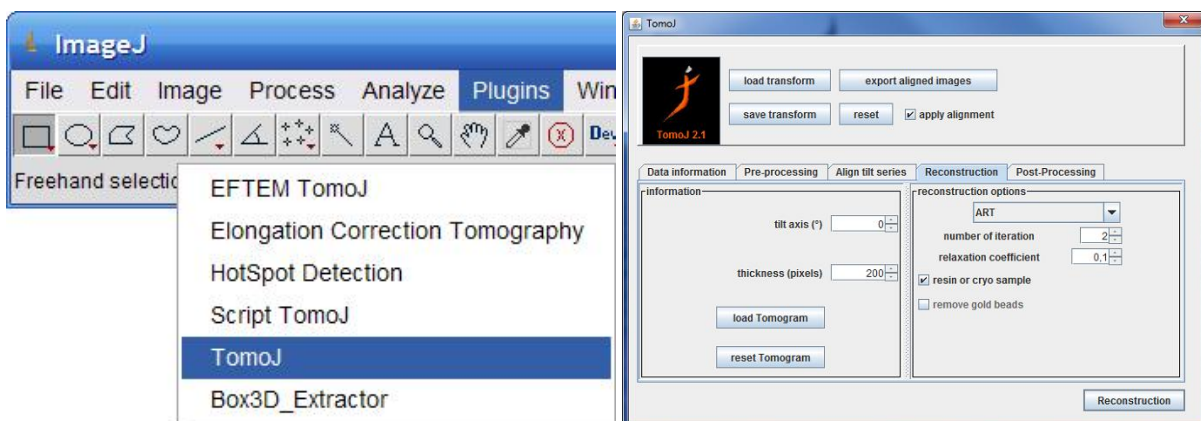 ImageJ
File Edit Image Process Analyze Plugins Win
A Dev
Freehand selectio
EFTEM TomoJ
Elongation Correction Tomography
HotSpot Detection
Script TomoJ
TomoJ
Box3D_Extractor
TomoJ
TomoJ 2.1
load transform export aligned images
save transform reset apply alignment
Data information Pre-processing Align tilt series Reconstruction Post-Processing
information
tilt axis (°) 0
thickness (pixels) 200
load Tomogram
reset Tomogram
reconstruction options
ART
number of iteration 2
relaxation coefficient 0.1
resin or cryo sample
remove gold beads
Reconstruction